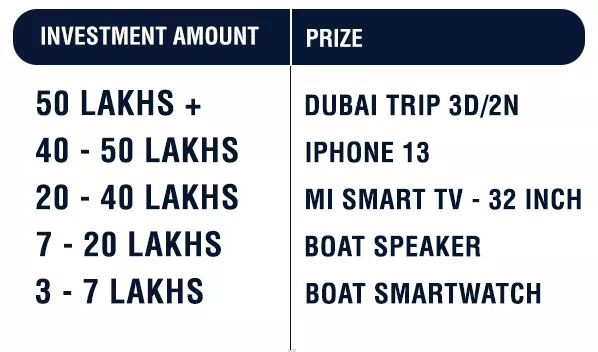 INVESTMENT AMOUNT PRIZE
50 LAKHS + DUBAI TRIP 3D/2N
40 - 50 LAKHS IPHONE 13
20 - 40 LAKHS MI SMART TV - 32 INCH
7 - 20 LAKHS BOAT SPEAKER
3 - 7 LAKHS BOAT SMARTWATCH